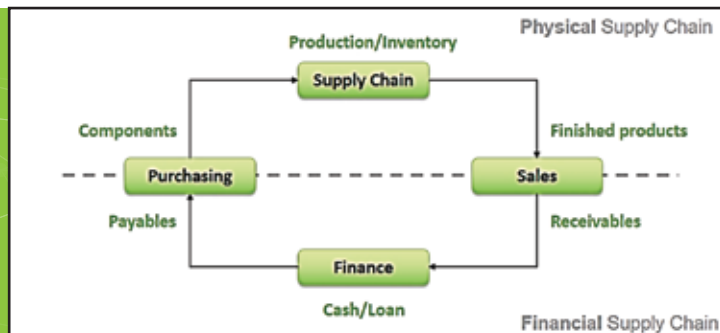 Physical Supply Chain
Production/Inventory
Supply Chain
Components
Finished products
Purchasing
Sales
Payables
Receivables
Finance
Cash/Loan
Financial Supply Chain